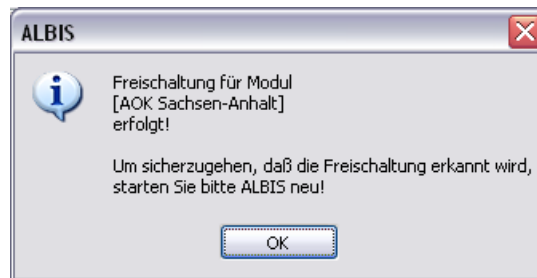 ALBIS
Freischaltung für Modul
[AOK Sachsen-Anhalt]
erfolgt!
Um sicherzugehen, daß die Freischaltung erkannt wird,
starten Sie bitte ALBIS neu!
OK